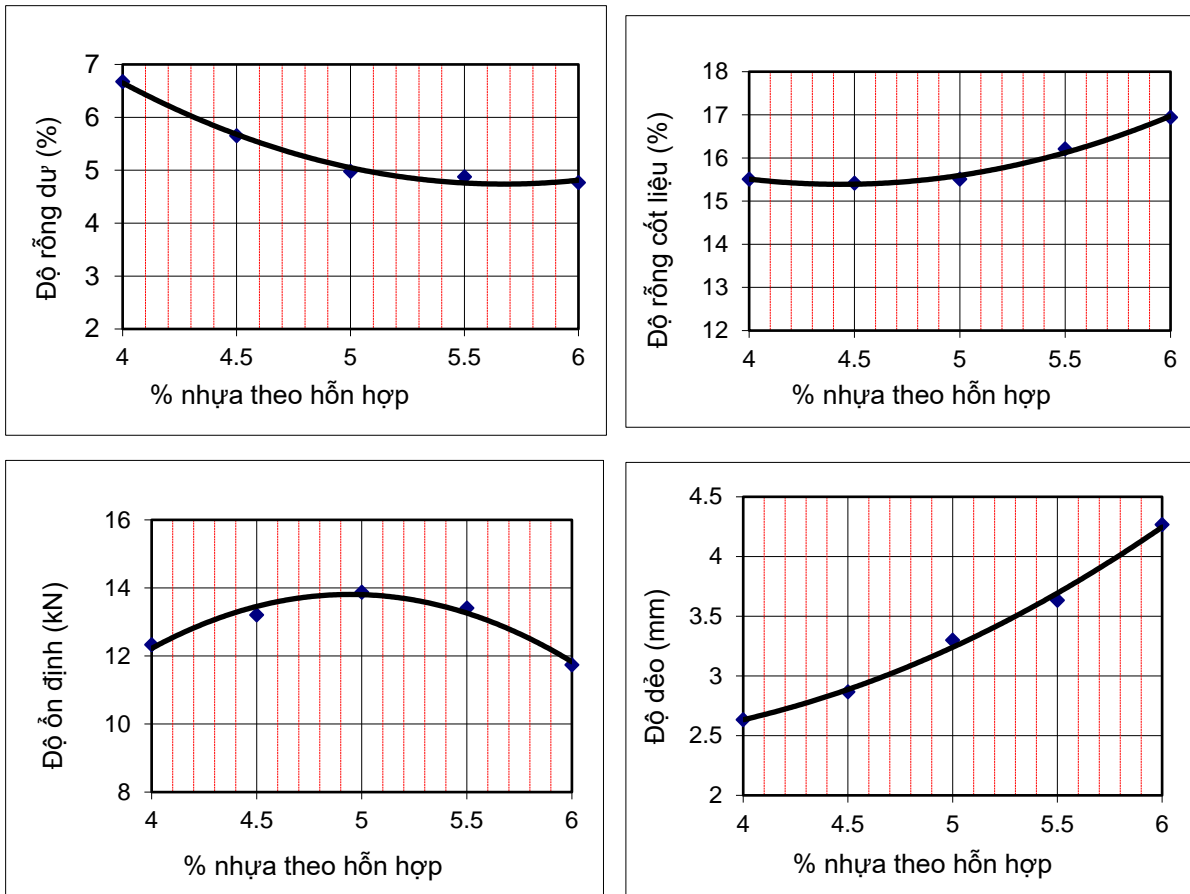 Độ rỗng dư (%)
7
6
5
4
3
2
4 4.5 5 5.5 6
% nhựa theo hỗn hợp
Độ rỗng cốt liệu (%)
18
17
16
15
14
13
12
4 4.5 5 5.5 6
% nhựa theo hỗn hợp
Độ ổn định (kN)
16
14
12
10
8
4 4.5 5 5.5 6
% nhựa theo hỗn hợp
Độ dẻo (mm)
4.5
4
3.5
3
2.5
2
4 4.5 5 5.5 6
% nhựa theo hỗn hợp